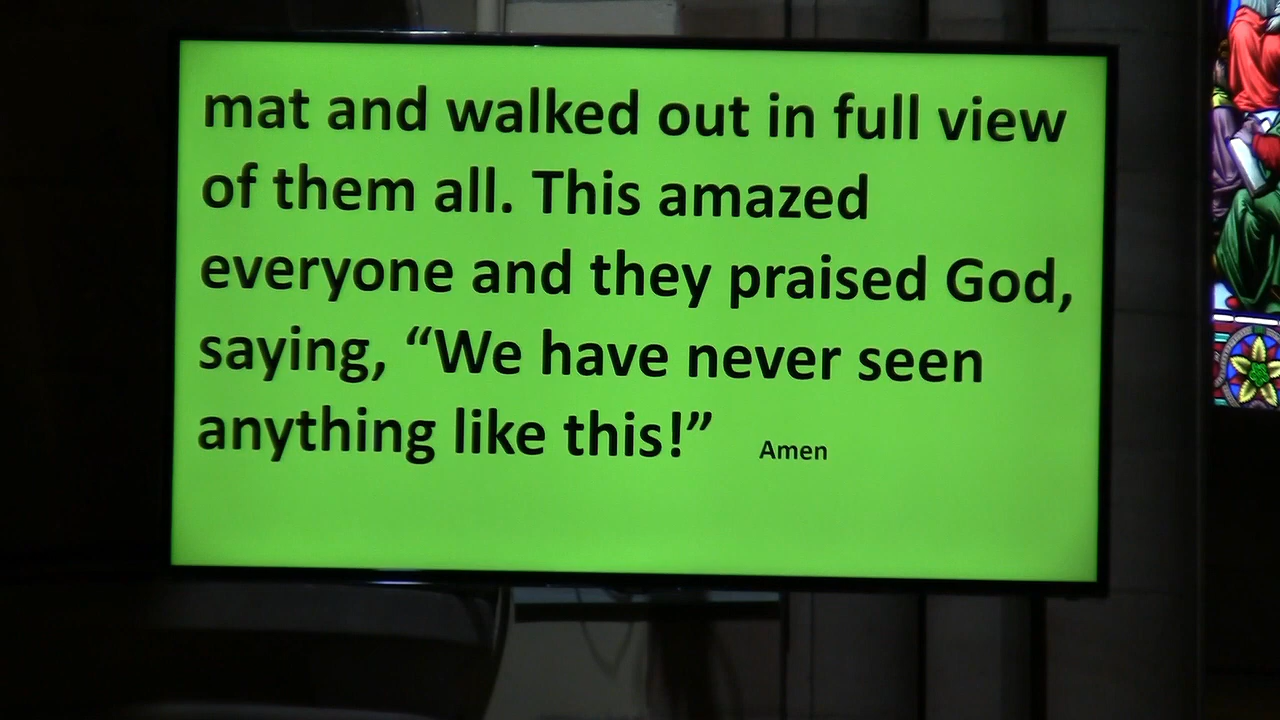 mat and walked out in full view
of them all. This amazed
everyone and they praised God,
saying, “We have never seen
anything like this!” Amen